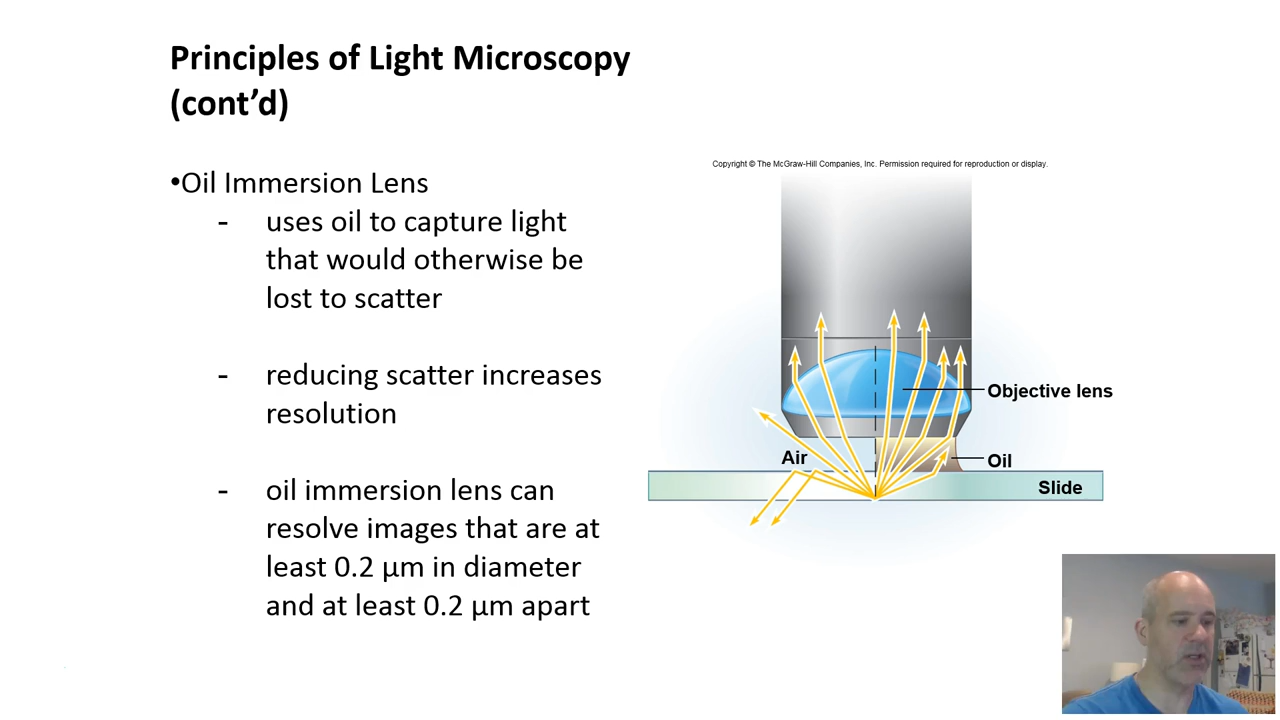 Principles of Light Microscopy
(cont’d)
•Oil Immersion Lens
- uses oil to capture light
that would otherwise be
lost to scatter
- reducing scatter increases
resolution
- oil immersion lens can
resolve images that are at
least 0.2 µm in diameter
and at least 0.2 µm apart
Copyright © The McGraw-Hill Companies, Inc. Permission required for reproduction or display.
Objective lens
Air
Oil
Slide